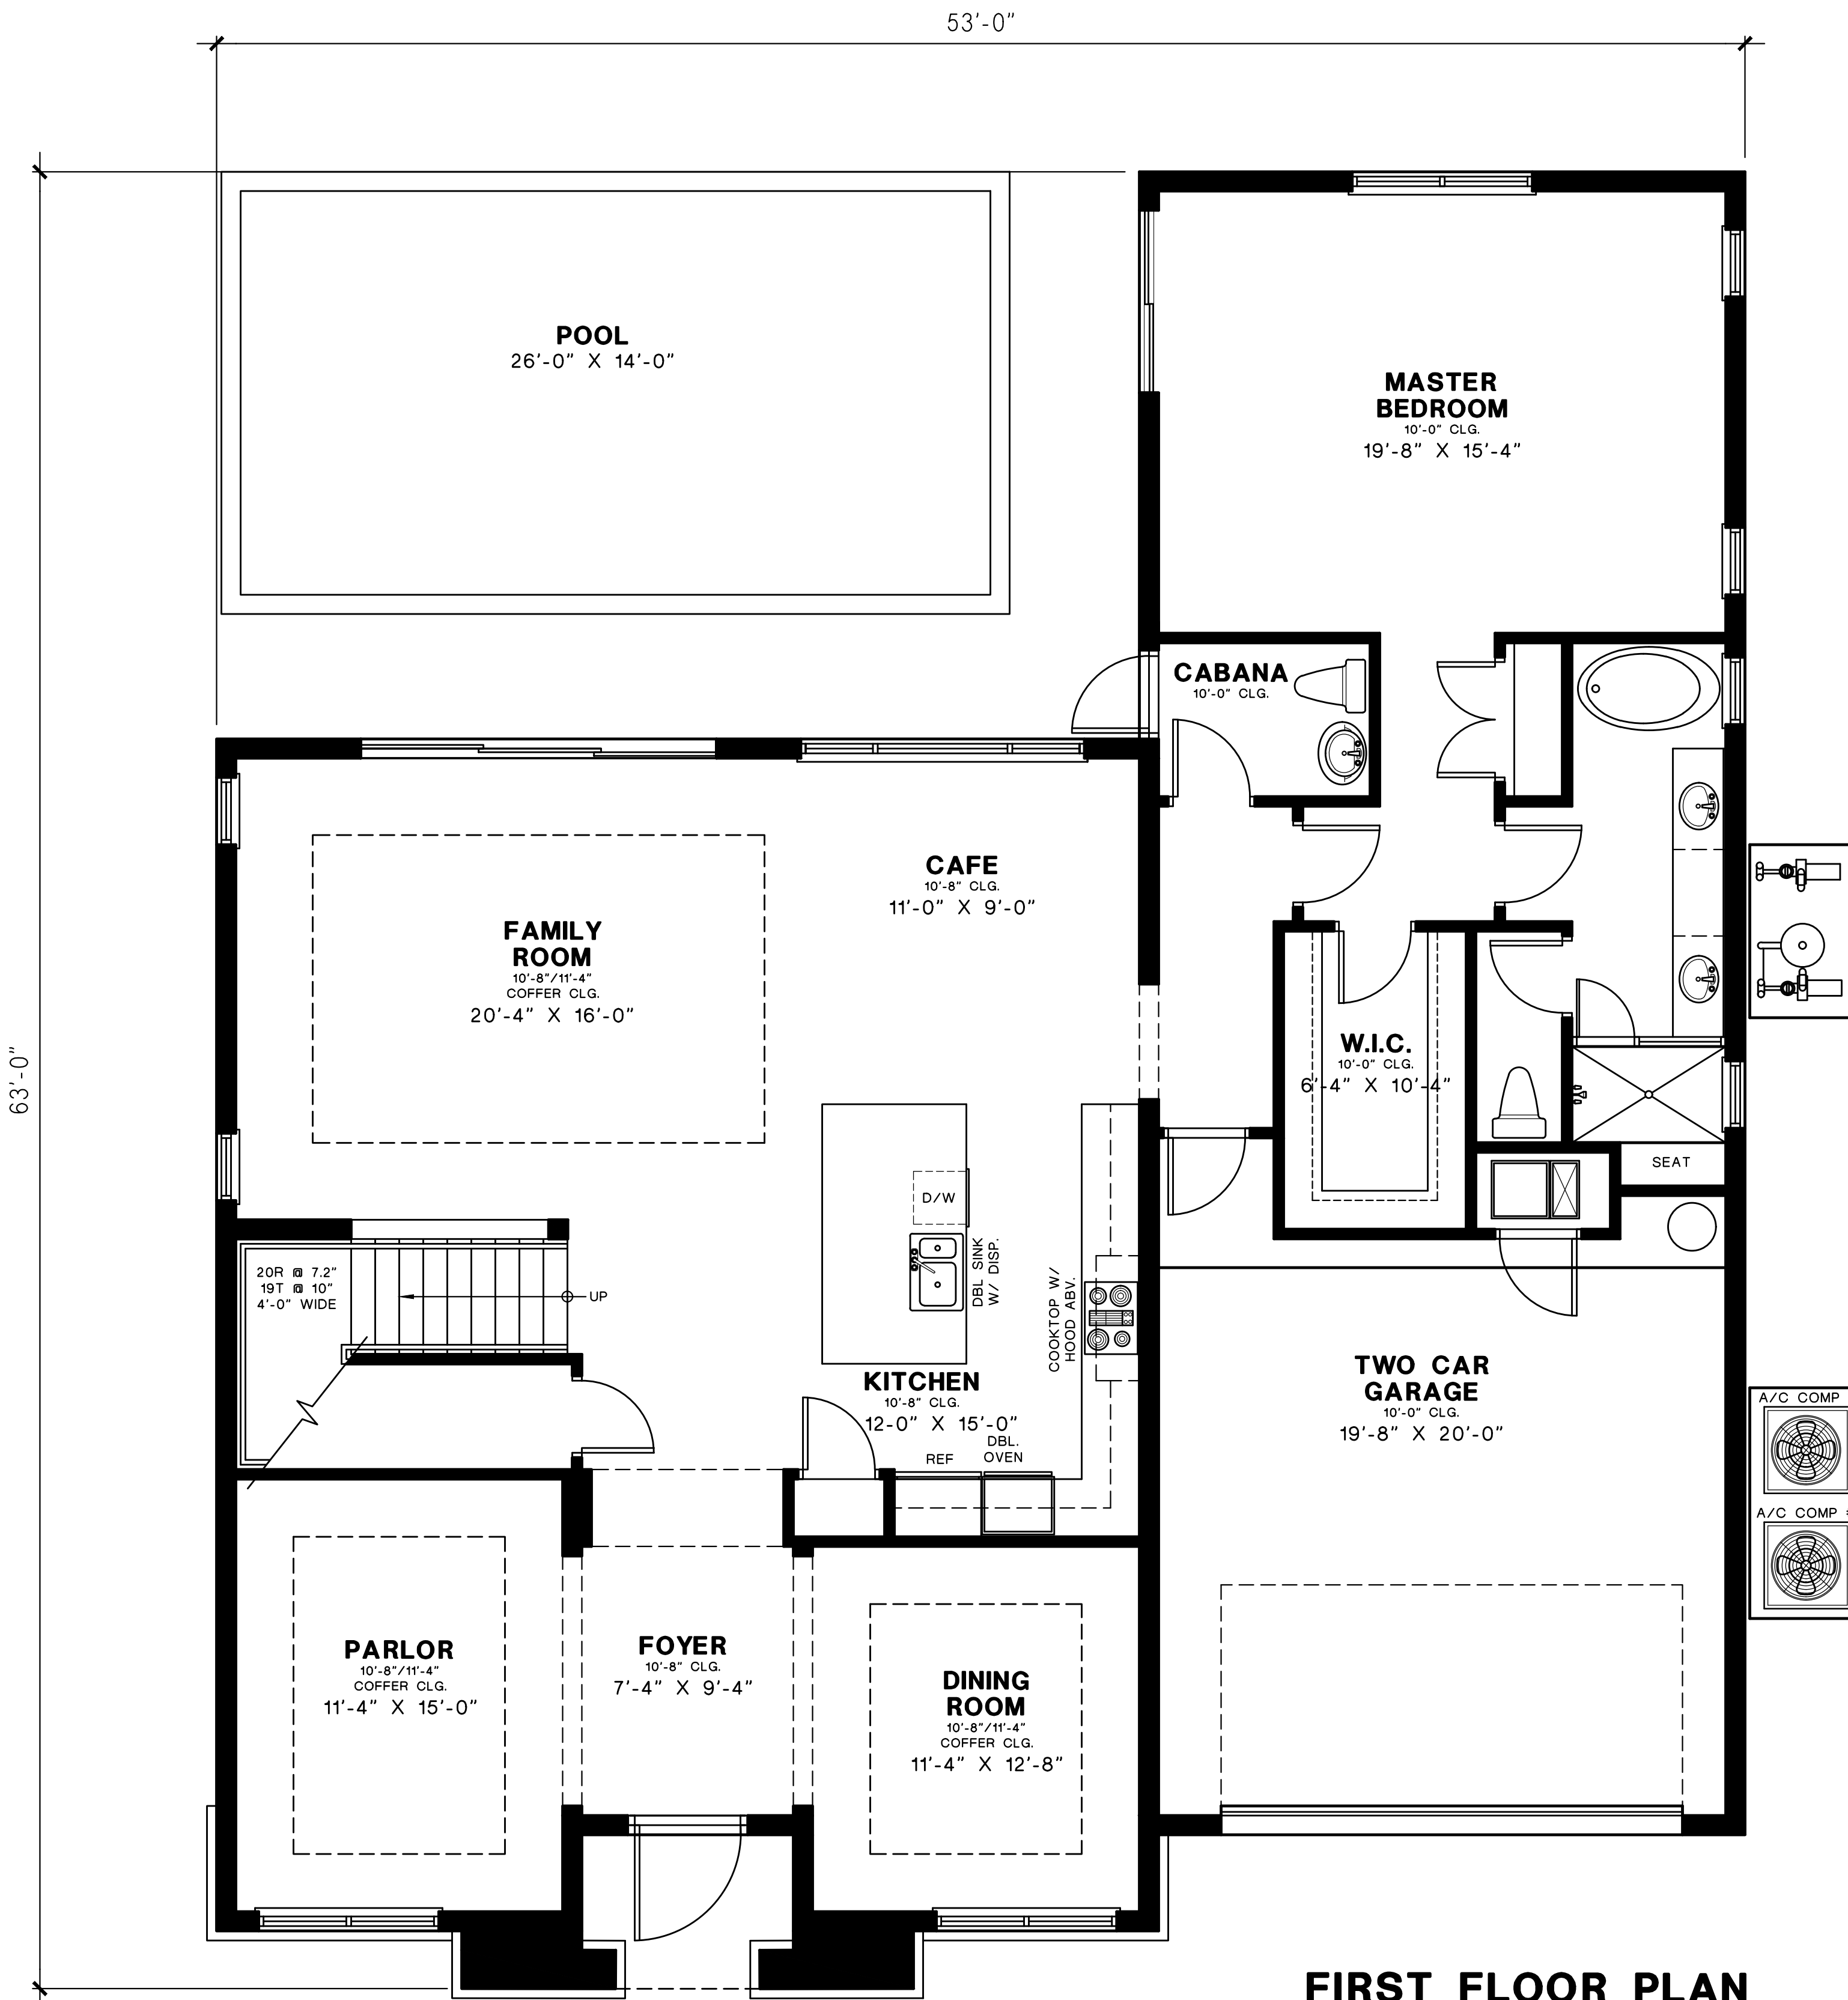 53'-0"
POOL
26'-0" X 14'-0"
MASTER
BEDROOM
10'-0" CLG.
19'-8" X 15'-4"
CABANA
10'-0" CLG.
CAFE
10'-8" CLG.
11'-0" X 9'-0"
FAMILY
ROOM
10'-8"/11'-4"
COFFER CLG.
20'-4" X 16'-0"
63'-0"
W.I.C.
10'-0" CLG.
6'-4" X 10'-4"
SEAT
D/W
DBL SINK
W/ DISP.
COOKTOP W/
HOOD ABV.
20R @ 7.2"
19T @ 10"
4'-0" WIDE
UP
KITCHEN
10'-8" CLG.
12-0" X 15'-0"
REF
DBL.
OVEN
TWO CAR
GARAGE
10'-0" CLG.
19'-8" X 20'-0"
A/C COMP
A/C COMP
PARLOR
10'-8"/11'-4"
COFFER CLG.
11'-4" X 15'-0"
FOYER
10'-8" CLG.
7'-4" X 9'-4"
DINING
ROOM
10'-8"/11'-4"
COFFER CLG.
11'-4" X 12'-8"
FIRST FLOOR PLAN